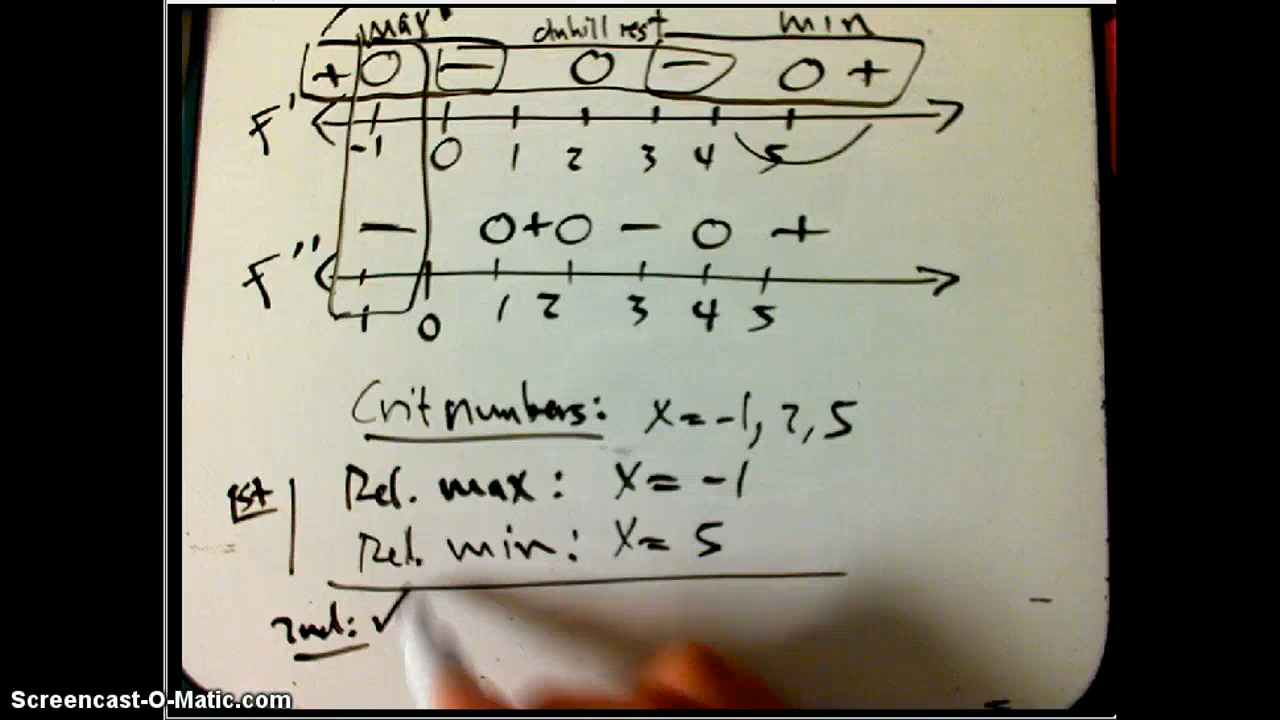 max dnhill rest min
+ 0 − 0 − 0 +
F'
-1 0 1 2 3 4 5
− 0 + 0 − 0 +
F''
-1 0 1 2 3 4 5
Crit numbers: x = -1, 2, 5
1st Rel. max: x = -1
Rel. min: x = 5
2nd: ✓
Screencast-O-Matic.com